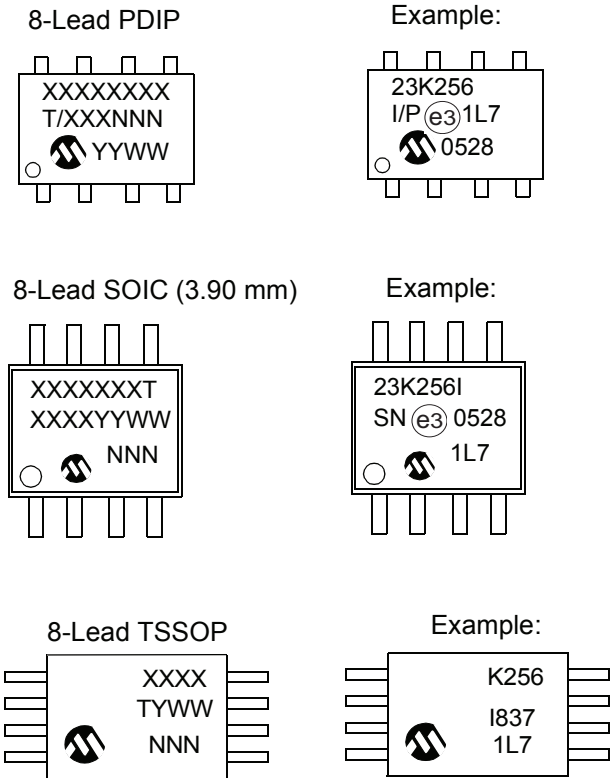 8-Lead PDIP
Example:
XXXXXXXX
T/XXXNNN
YYWW
23K256
I/P e3 1L7
0528
8-Lead SOIC (3.90 mm)
Example:
XXXXXXXT
XXXXYYWW
NNN
23K256I
SN e3 0528
1L7
8-Lead TSSOP
Example:
XXXX
TYWW
NNN
K256
I837
1L7